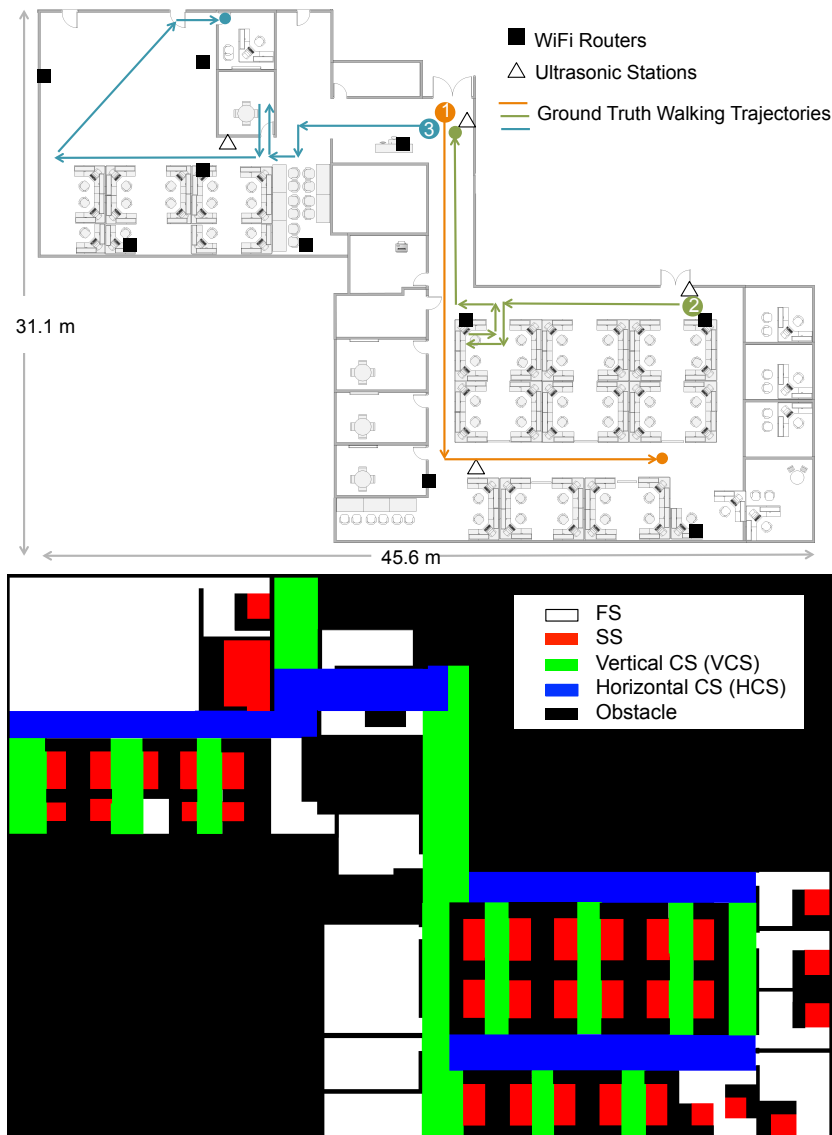 WiFi Routers
Ultrasonic Stations
Ground Truth Walking Trajectories
1
3
2
31.1 m
45.6 m
FS
SS
Vertical CS (VCS)
Horizontal CS (HCS)
Obstacle